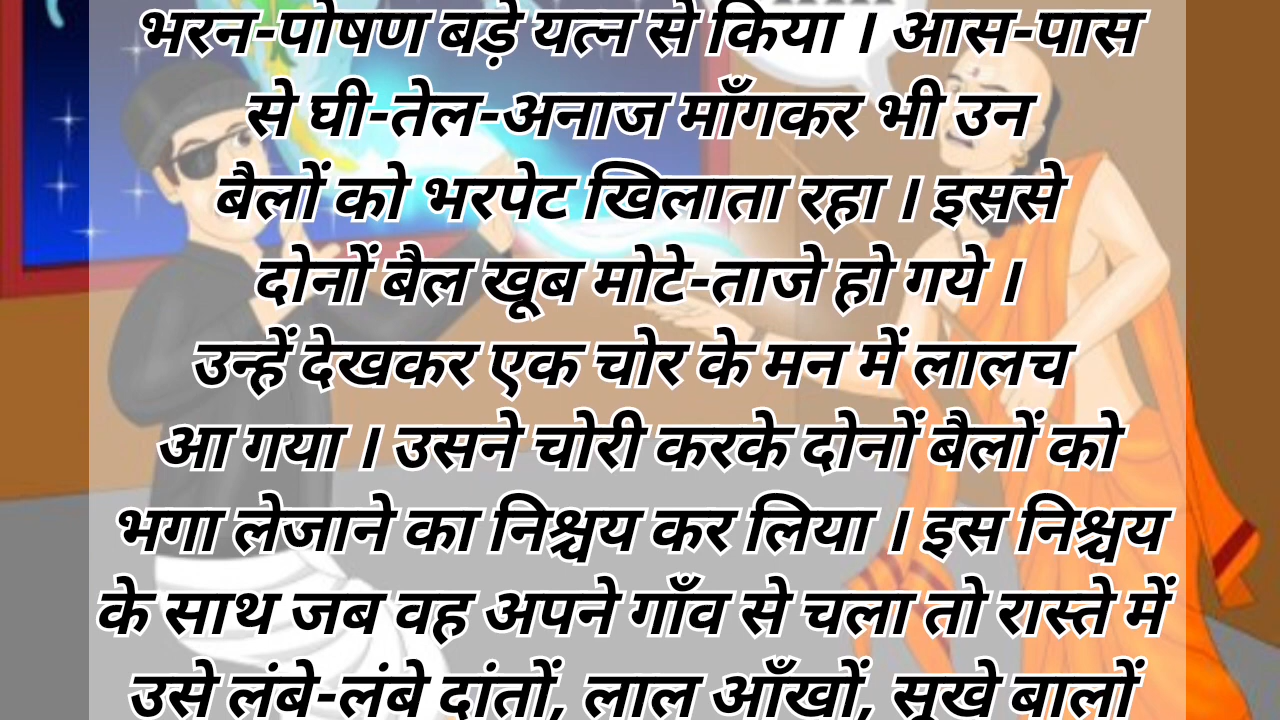 भरन-पोषण बड़े यत्न से किया । आस-पास
से घी-तेल-अनाज माँगकर भी उन
बैलों को भरपेट खिलाता रहा । इससे
दोनों बैल खूब मोटे-ताजे हो गये ।
उन्हें देखकर एक चोर के मन में लालच
आ गया । उसने चोरी करके दोनों बैलों को
भगा लेजाने का निश्चय कर लिया । इस निश्चय
के साथ जब वह अपने गाँव से चला तो रास्ते में
उसे लंबे-लंबे दांतों, लाल आँखों, सूखे बालों